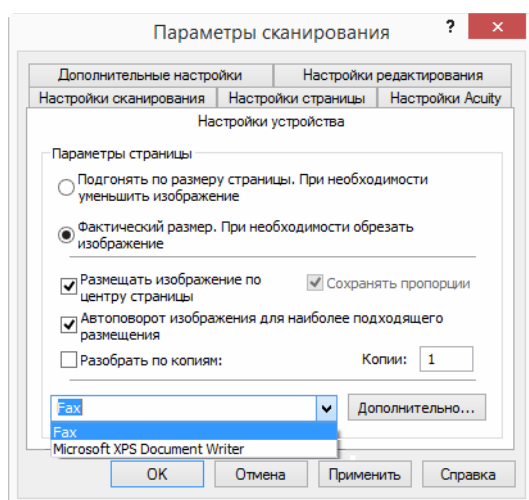 Параметры сканирования ?
Дополнительные настройки Настройки редактирования
Настройки сканирования Настройки страницы Настройки Acuity
Настройки устройства
Параметры страницы
Подгонять по размеру страницы. При необходимости
уменьшить изображение
Фактический размер. При необходимости обрезать
изображение
Размещать изображение по
центру страницы
Сохранять пропорции
Автоповорот изображения для наиболее подходящего
размещения
Разобрать по копиям: Копии: 1
Fax Дополнительно...
Fax
Microsoft XPS Document Writer
OK Отмена Применить Справка